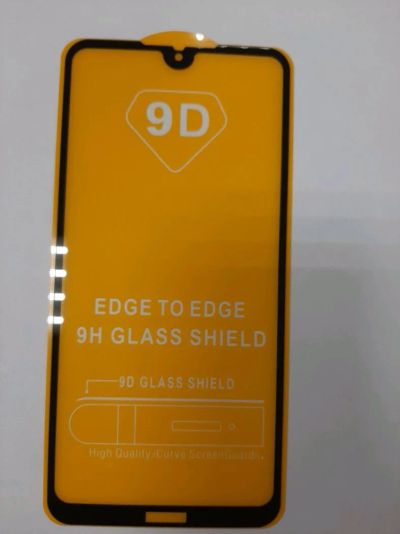 9D
EDGE TO EDGE
9H GLASS SHIELD
9D GLASS SHIELD
High Quality/Curve ScreenGuards.